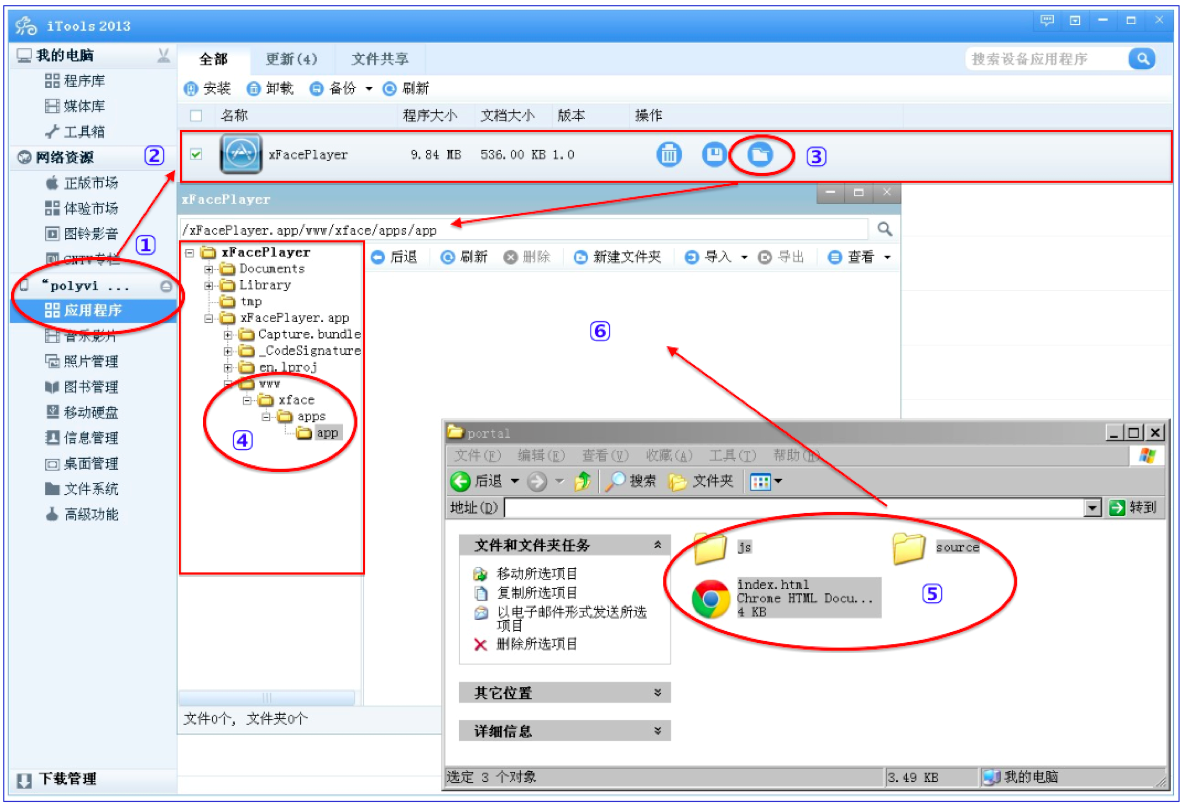 iTools 2013
我的电脑
程序库
媒体库
工具箱
网络资源
正版市场
体验市场
图铃影音
CNTV专栏
“polyvi ...
应用程序
音乐影片
照片管理
图书管理
移动硬盘
信息管理
桌面管理
文件系统
高级功能
下载管理
全部 更新(4) 文件共享
搜索设备应用程序
安装 卸载 备份 刷新
名称 程序大小 文档大小 版本 操作
xFacePlayer 9.84 MB 536.00 KB 1.0
① ② ③
xFacePlayer
/xFacePlayer.app/www/xface/apps/app
后退 刷新 删除 新建文件夹 导入 导出 查看
xFacePlayer
Documents
Library
tmp
xFacePlayer.app
Capture.bundle
_CodeSignature
en.lproj
www
xface
apps
app
④
⑥
文件0个, 文件夹0个
portal
文件(F) 编辑(E) 查看(V) 收藏(A) 工具(T) 帮助(H)
后退 搜索 文件夹
地址(D) 转到
文件和文件夹任务
移动所选项目
复制所选项目
以电子邮件形式发送所选
项目
删除所选项目
其它位置
详细信息
js
source
index.html
Chrome HTML Docu...
4 KB
⑤
选定 3 个对象 3.49 KB 我的电脑